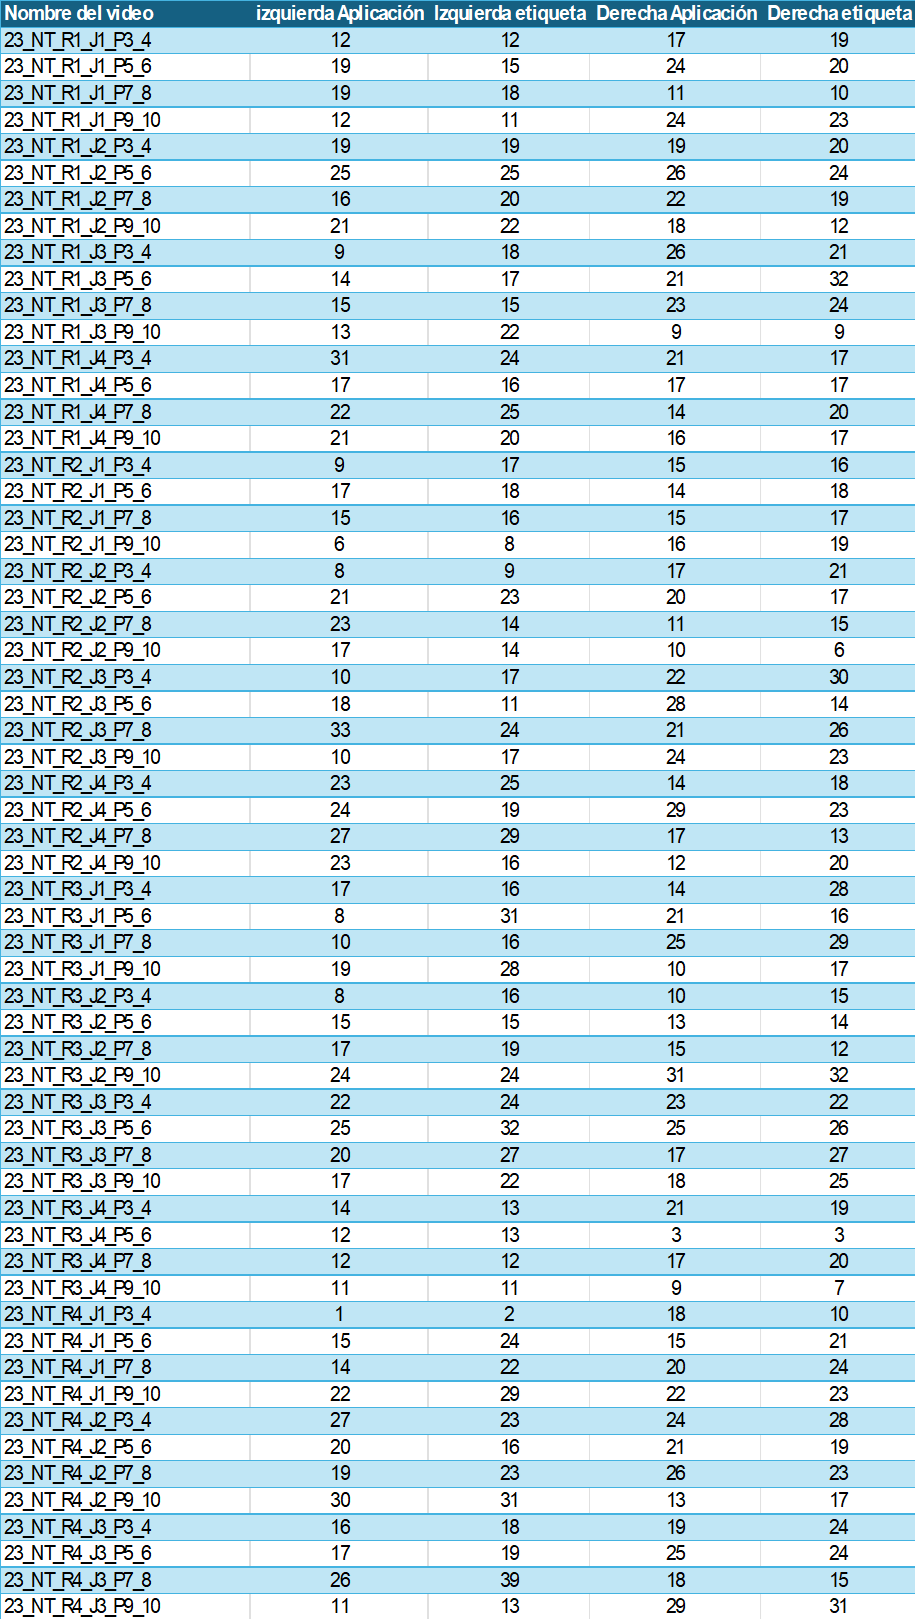 Nombre del video izquierda Aplicación Izquierda etiqueta Derecha Aplicación Derecha etiqueta
23_NT_R1_J1_P3_4 12 12 17 19
23_NT_R1_J1_P5_6 19 15 24 20
23_NT_R1_J1_P7_8 19 18 11 10
23_NT_R1_J1_P9_10 12 11 24 23
23_NT_R1_J2_P3_4 19 19 19 20
23_NT_R1_J2_P5_6 25 25 26 24
23_NT_R1_J2_P7_8 16 20 22 19
23_NT_R1_J2_P9_10 21 22 18 12
23_NT_R1_J3_P3_4 9 18 26 21
23_NT_R1_J3_P5_6 14 17 21 32
23_NT_R1_J3_P7_8 15 15 23 24
23_NT_R1_J3_P9_10 13 22 9 9
23_NT_R1_J4_P3_4 31 24 21 17
23_NT_R1_J4_P5_6 17 16 17 17
23_NT_R1_J4_P7_8 22 25 14 20
23_NT_R1_J4_P9_10 21 20 16 17
23_NT_R2_J1_P3_4 9 17 15 16
23_NT_R2_J1_P5_6 17 18 14 18
23_NT_R2_J1_P7_8 15 16 15 17
23_NT_R2_J1_P9_10 6 8 16 19
23_NT_R2_J2_P3_4 8 9 17 21
23_NT_R2_J2_P5_6 21 23 20 17
23_NT_R2_J2_P7_8 23 14 11 15
23_NT_R2_J2_P9_10 17 14 10 6
23_NT_R2_J3_P3_4 10 17 22 30
23_NT_R2_J3_P5_6 18 11 28 14
23_NT_R2_J3_P7_8 33 24 21 26
23_NT_R2_J3_P9_10 10 17 24 23
23_NT_R2_J4_P3_4 23 25 14 18
23_NT_R2_J4_P5_6 24 19 29 23
23_NT_R2_J4_P7_8 27 29 17 13
23_NT_R2_J4_P9_10 23 16 12 20
23_NT_R3_J1_P3_4 17 16 14 28
23_NT_R3_J1_P5_6 8 31 21 16
23_NT_R3_J1_P7_8 10 16 25 29
23_NT_R3_J1_P9_10 19 28 10 17
23_NT_R3_J2_P3_4 8 16 10 15
23_NT_R3_J2_P5_6 15 15 13 14
23_NT_R3_J2_P7_8 17 19 15 12
23_NT_R3_J2_P9_10 24 24 31 32
23_NT_R3_J3_P3_4 22 24 23 22
23_NT_R3_J3_P5_6 25 32 25 26
23_NT_R3_J3_P7_8 20 27 17 27
23_NT_R3_J3_P9_10 17 22 18 25
23_NT_R3_J4_P3_4 14 13 21 19
23_NT_R3_J4_P5_6 12 13 3 3
23_NT_R3_J4_P7_8 12 12 17 20
23_NT_R3_J4_P9_10 11 11 9 7
23_NT_R4_J1_P3_4 1 2 18 10
23_NT_R4_J1_P5_6 15 24 15 21
23_NT_R4_J1_P7_8 14 22 20 24
23_NT_R4_J1_P9_10 22 29 22 23
23_NT_R4_J2_P3_4 27 23 24 28
23_NT_R4_J2_P5_6 20 16 21 19
23_NT_R4_J2_P7_8 19 23 26 23
23_NT_R4_J2_P9_10 30 31 13 17
23_NT_R4_J3_P3_4 16 18 19 24
23_NT_R4_J3_P5_6 17 19 25 24
23_NT_R4_J3_P7_8 26 39 18 15
23_NT_R4_J3_P9_10 11 13 29 31